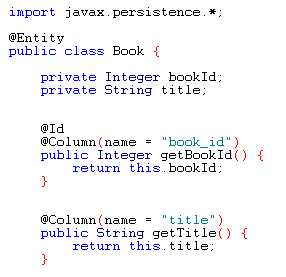 import javax.persistence.*;
@Entity
public class Book {
private Integer bookId;
private String title;
@Id
@Column(name = "book_id")
public Integer getBookId() {
return this.bookId;
}
@Column(name = "title")
public String getTitle() {
return this.title;
}